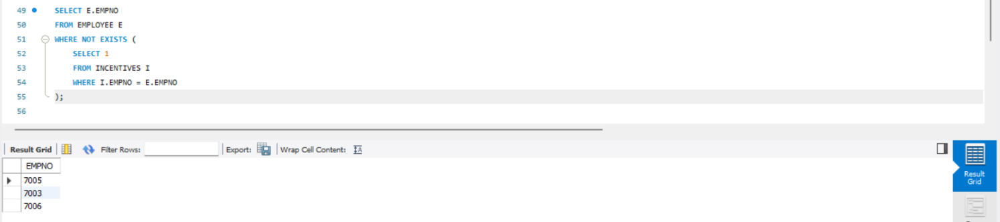 49 SELECT E.EMPNO
50 FROM EMPLOYEE E
51 WHERE NOT EXISTS (
52 SELECT 1
53 FROM INCENTIVES I
54 WHERE I.EMPNO = E.EMPNO
55 );
56
Result Grid Filter Rows: Export: Wrap Cell Content: IA
EMPNO
7005
7003
7006
Result
Grid